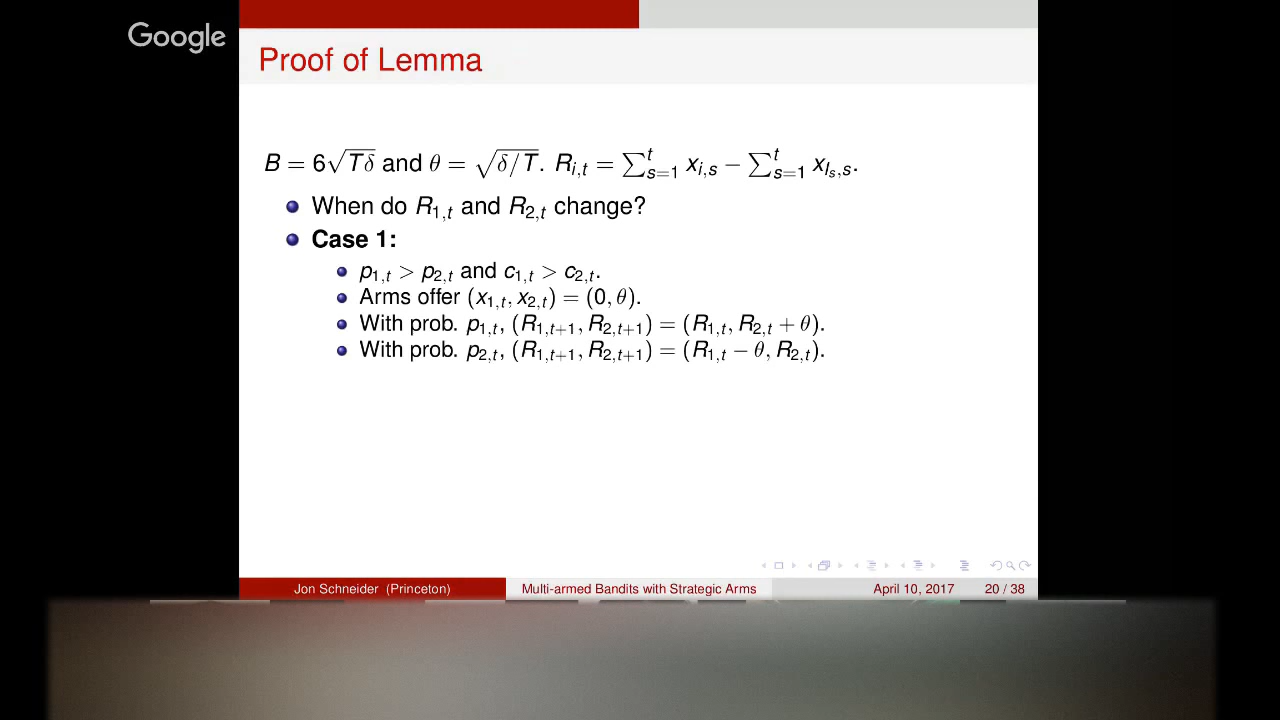 Google
Proof of Lemma
B = 6√Tδ and θ = √δ/T. R_{i,t} = ∑_{s=1}^{t} x_{i,s} − ∑_{s=1}^{t} x_{I_s,s}.
When do R_{1,t} and R_{2,t} change?
Case 1:
p_{1,t} > p_{2,t} and c_{1,t} > c_{2,t}.
Arms offer (x_{1,t}, x_{2,t}) = (0, θ).
With prob. p_{1,t}, (R_{1,t+1}, R_{2,t+1}) = (R_{1,t}, R_{2,t} + θ).
With prob. p_{2,t}, (R_{1,t+1}, R_{2,t+1}) = (R_{1,t} − θ, R_{2,t}).
Jon Schneider (Princeton) Multi-armed Bandits with Strategic Arms April 10, 2017 20 / 38